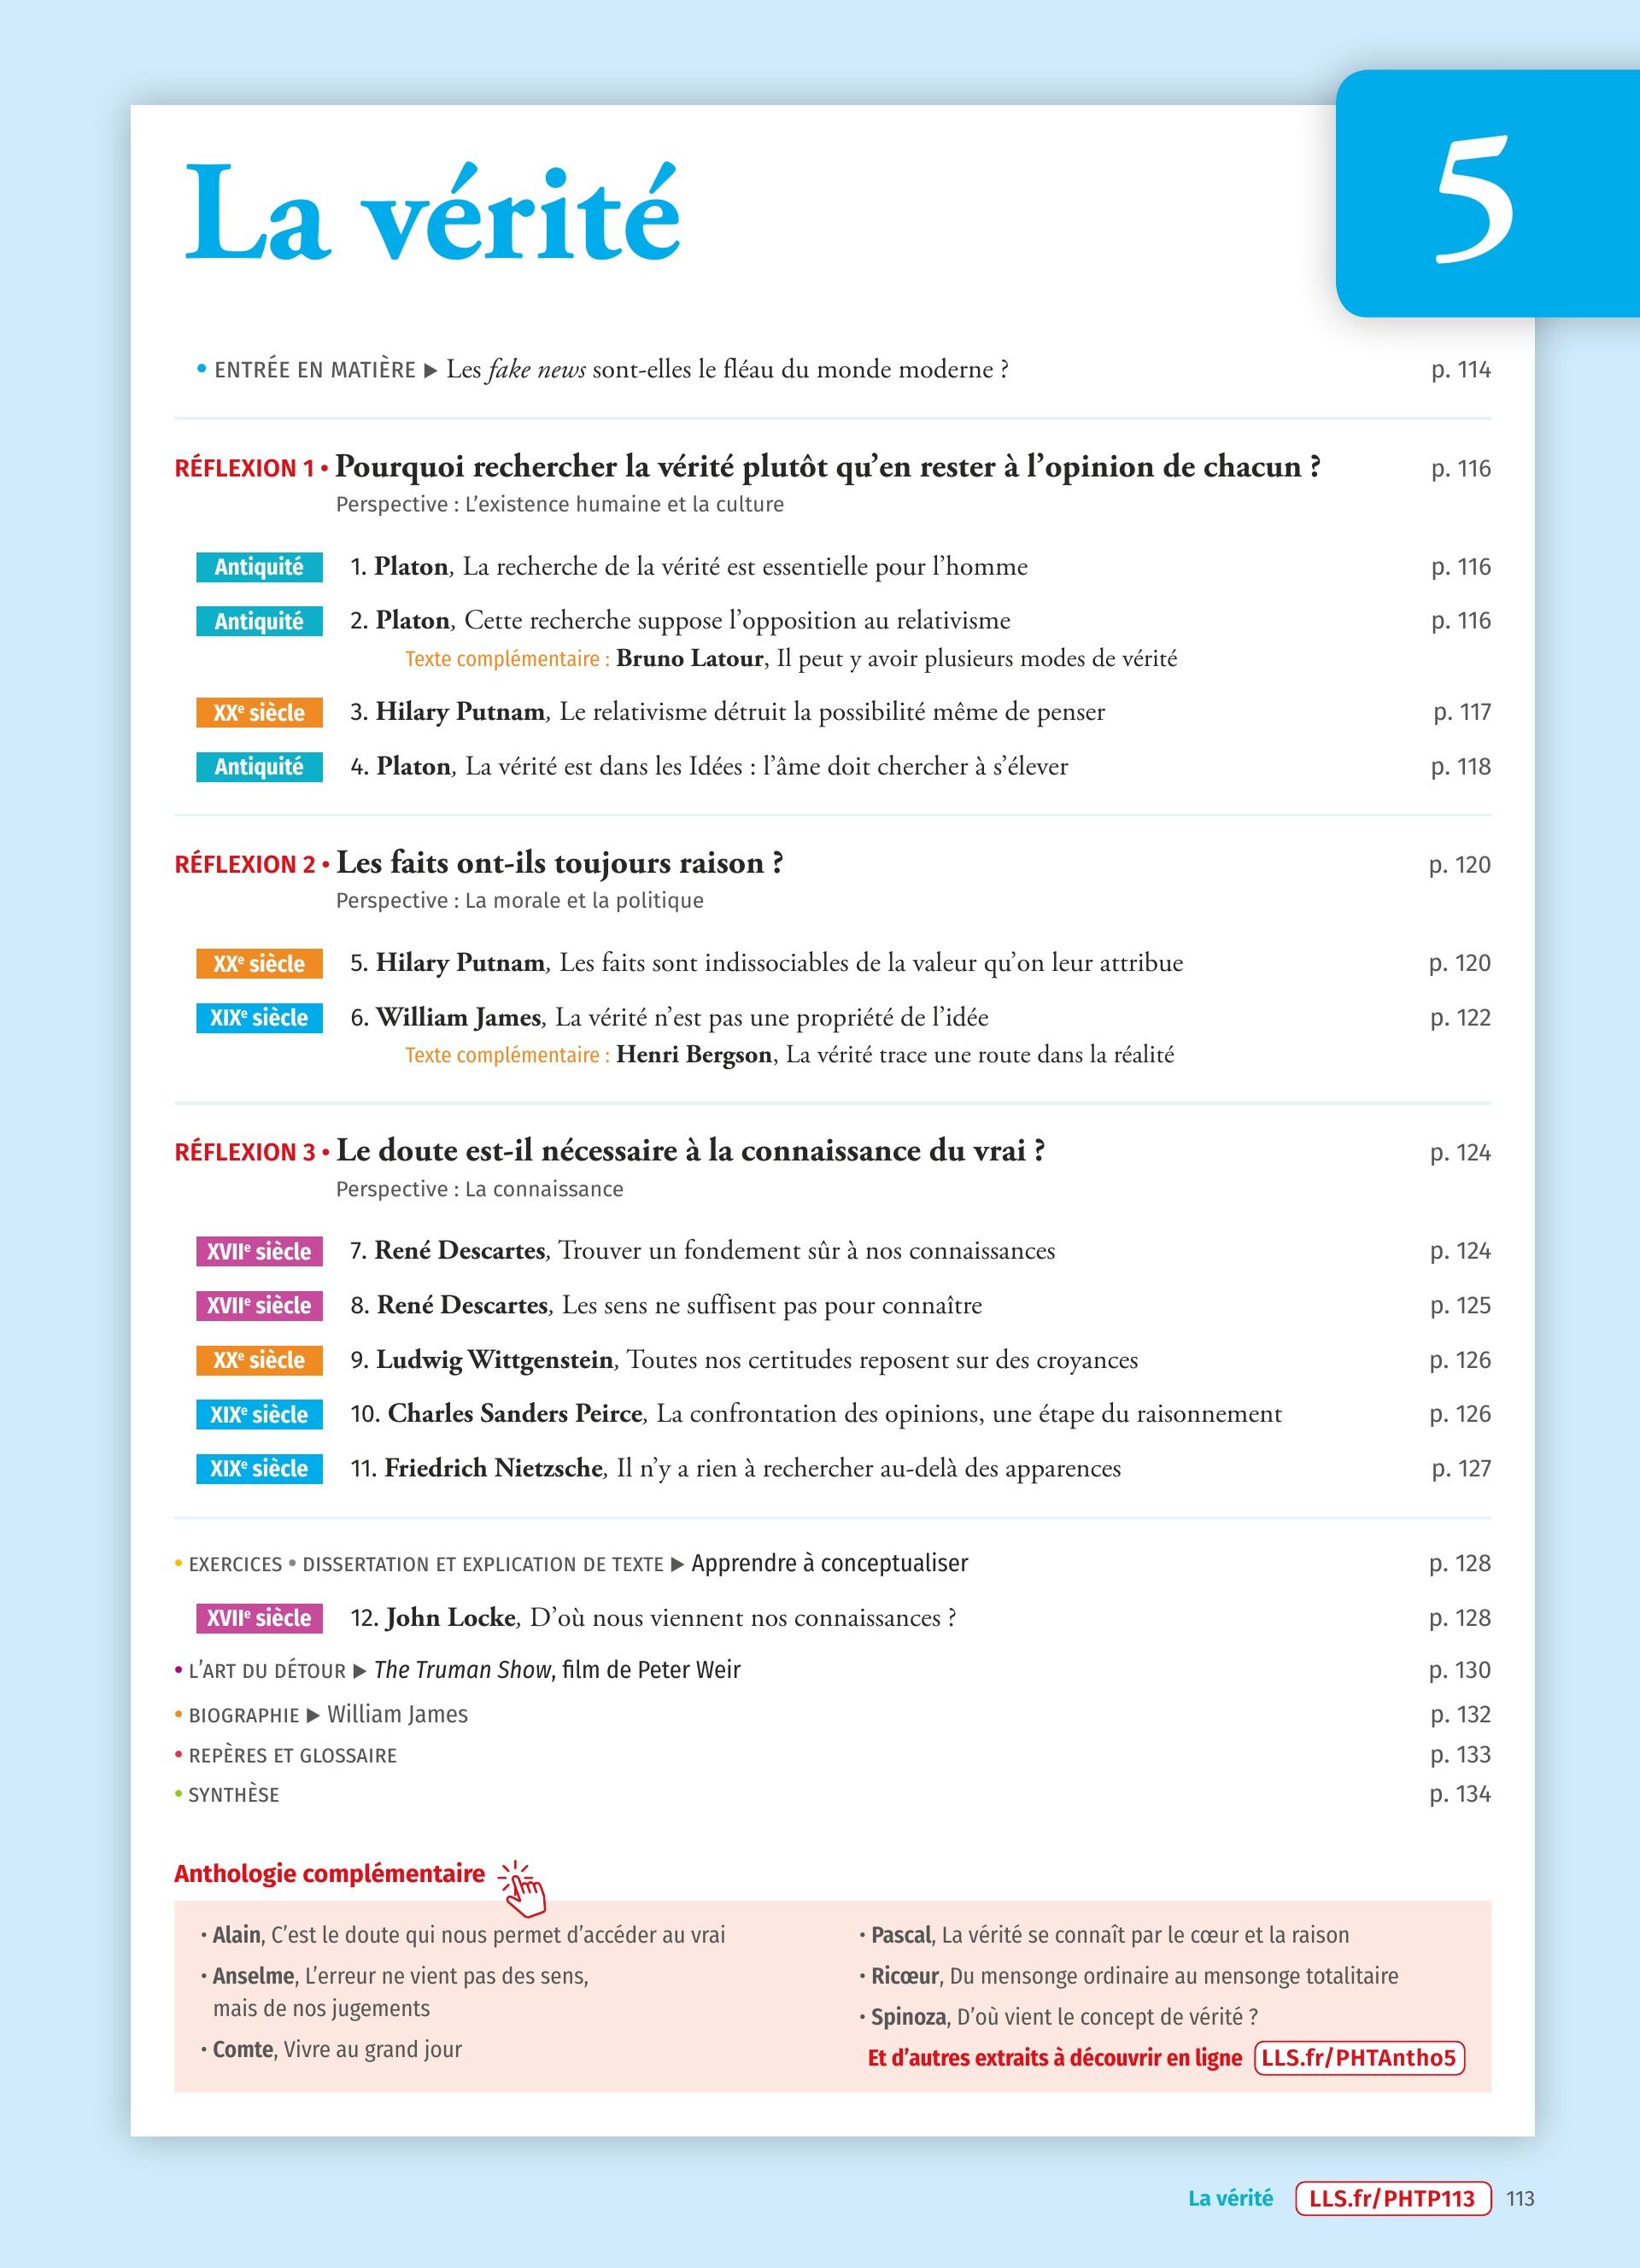 5
La vérité
• ENTRÉE EN MATIÈRE ▶ Les fake news sont-elles le fléau du monde moderne ? p. 114
RÉFLEXION 1 • Pourquoi rechercher la vérité plutôt qu’en rester à l’opinion de chacun ? p. 116
Perspective : L’existence humaine et la culture
Antiquité 1. Platon, La recherche de la vérité est essentielle pour l’homme p. 116
Antiquité 2. Platon, Cette recherche suppose l’opposition au relativisme p. 116
Texte complémentaire : Bruno Latour, Il peut y avoir plusieurs modes de vérité
XXe siècle 3. Hilary Putnam, Le relativisme détruit la possibilité même de penser p. 117
Antiquité 4. Platon, La vérité est dans les Idées : l’âme doit chercher à s’élever p. 118
RÉFLEXION 2 • Les faits ont-ils toujours raison ? p. 120
Perspective : La morale et la politique
XXe siècle 5. Hilary Putnam, Les faits sont indissociables de la valeur qu’on leur attribue p. 120
XIXe siècle 6. William James, La vérité n’est pas une propriété de l’idée p. 122
Texte complémentaire : Henri Bergson, La vérité trace une route dans la réalité
RÉFLEXION 3 • Le doute est-il nécessaire à la connaissance du vrai ? p. 124
Perspective : La connaissance
XVIIe siècle 7. René Descartes, Trouver un fondement sûr à nos connaissances p. 124
XVIIe siècle 8. René Descartes, Les sens ne suffisent pas pour connaître p. 125
XXe siècle 9. Ludwig Wittgenstein, Toutes nos certitudes reposent sur des croyances p. 126
XIXe siècle 10. Charles Sanders Peirce, La confrontation des opinions, une étape du raisonnement p. 126
XIXe siècle 11. Friedrich Nietzsche, Il n’y a rien à rechercher au-delà des apparences p. 127
• EXERCICES • DISSERTATION ET EXPLICATION DE TEXTE ▶ Apprendre à conceptualiser p. 128
XVIIe siècle 12. John Locke, D’où nous viennent nos connaissances ? p. 128
• L’ART DU DÉTOUR ▶ The Truman Show, film de Peter Weir p. 130
• BIOGRAPHIE ▶ William James p. 132
• REPÈRES ET GLOSSAIRE p. 133
• SYNTHÈSE p. 134
Anthologie complémentaire
• Alain, C’est le doute qui nous permet d’accéder au vrai
• Anselme, L’erreur ne vient pas des sens,
mais de nos jugements
• Comte, Vivre au grand jour
• Pascal, La vérité se connaît par le cœur et la raison
• Ricœur, Du mensonge ordinaire au mensonge totalitaire
• Spinoza, D’où vient le concept de vérité ?
Et d’autres extraits à découvrir en ligne LLS.fr/PHTAntho5
La vérité LLS.fr/PHTP113 113